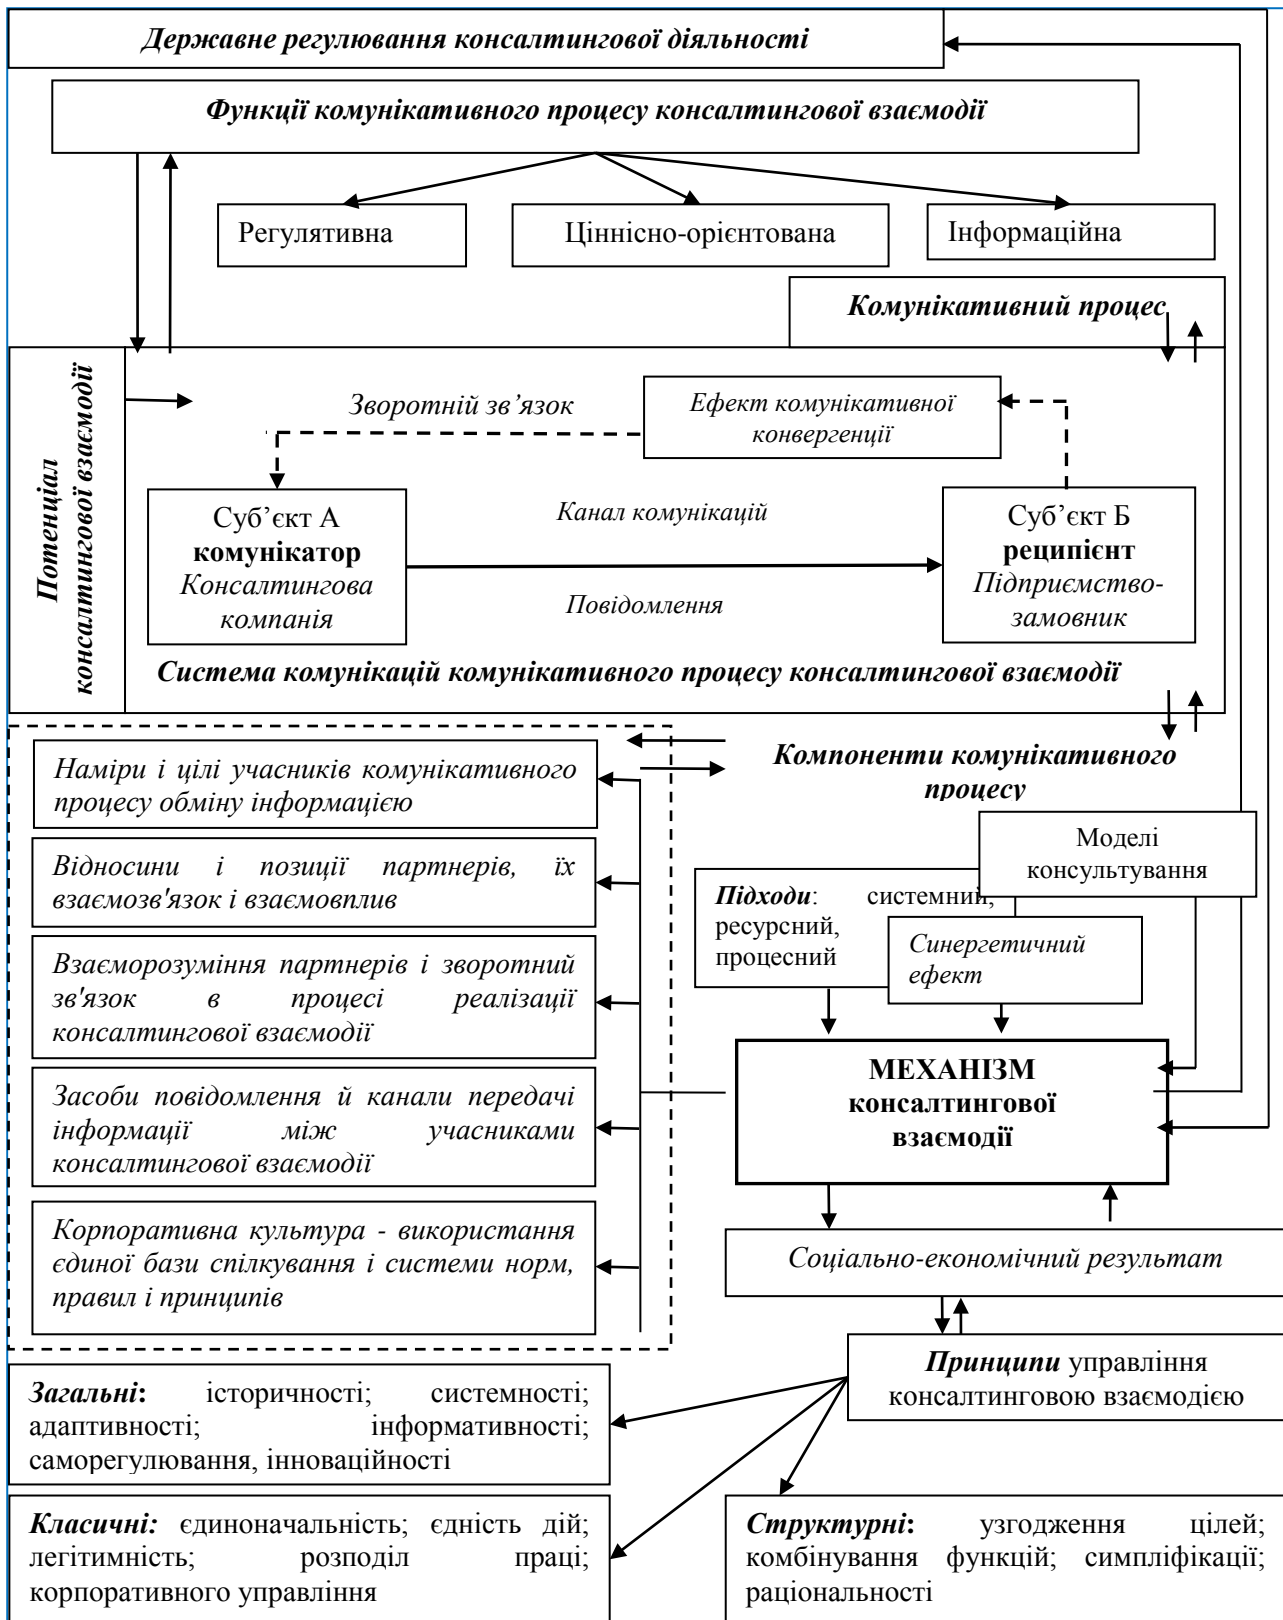 Державне регулювання консалтингової діяльності
Функції комунікативного процесу консалтингової взаємодії
Регулятивна
Ціннісно-орієнтована
Інформаційна
Комунікативний процес
Потенціал
консалтингової взаємодії
Зворотній зв’язок
Ефект комунікативної
конвергенції
Суб’єкт А
комунікатор
Консалтингова
компанія
Канал комунікацій
Повідомлення
Суб’єкт Б
реципієнт
Підприємство-
замовник
Система комунікацій комунікативного процесу консалтингової взаємодії
Компоненти комунікативного
процесу
Наміри і цілі учасників комунікативного
процесу обміну інформацією
Відносини і позиції партнерів, їх
взаємозв'язок і взаємовплив
Взаєморозуміння партнерів і зворотний
зв'язок в процесі реалізації
консалтингової взаємодії
Засоби повідомлення й канали передачі
інформації між учасниками
консалтингової взаємодії
Корпоративна культура - використання
єдиної бази спілкування і системи норм,
правил і принципів
Моделі
консультування
Підходи: системний,
ресурсний,
процесний
Синергетичний
ефект
МЕХАНІЗМ
консалтингової
взаємодії
Соціально-економічний результат
Принципи управління
консалтинговою взаємодією
Загальні: історичності; системності;
адаптивності; інформативності;
саморегулювання, інноваційності
Класичні: єдиноначальність; єдність дій;
легітимність; розподіл праці;
корпоративного управління
Структурні: узгодження цілей;
комбінування функцій; симпліфікації;
раціональності